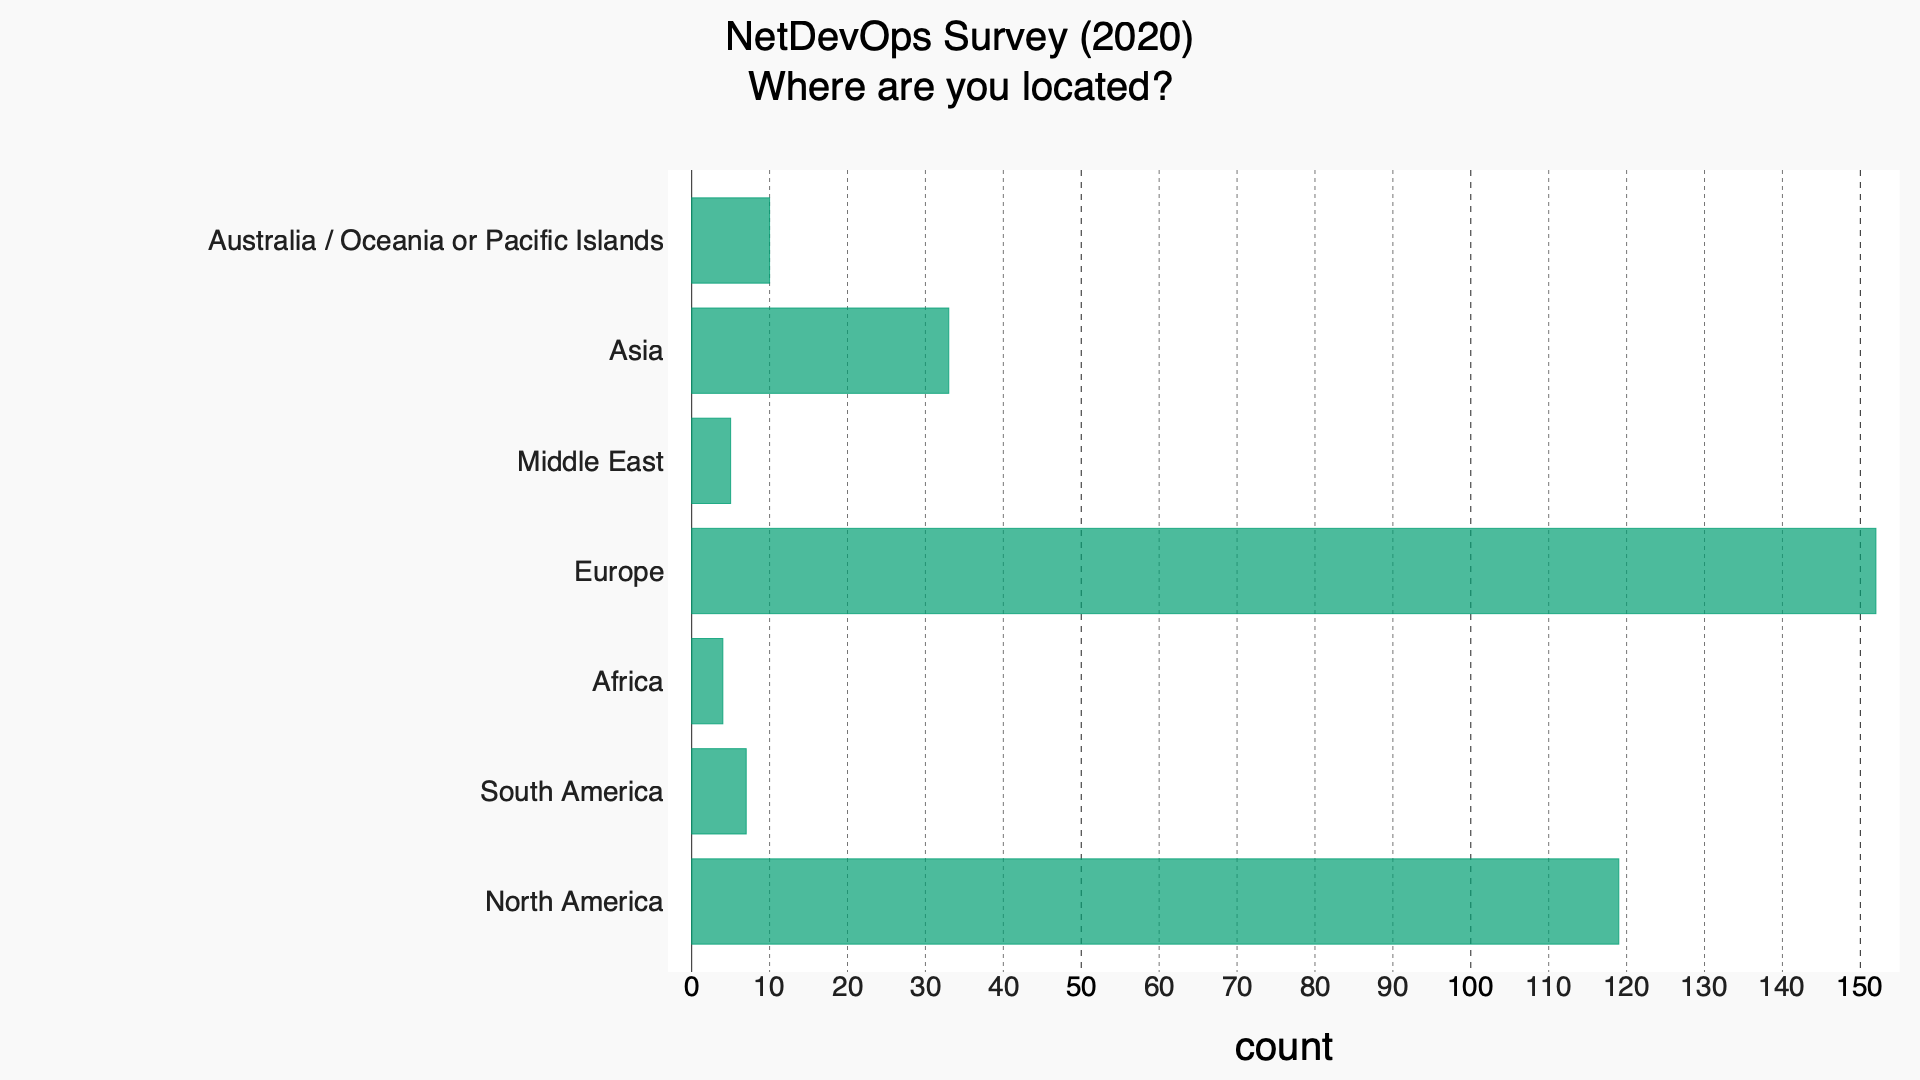 NetDevOps Survey (2020)
Where are you located?
Australia / Oceania or Pacific Islands
Asia
Middle East
Europe
Africa
South America
North America
0 10 20 30 40 50 60 70 80 90 100 110 120 130 140 150
count